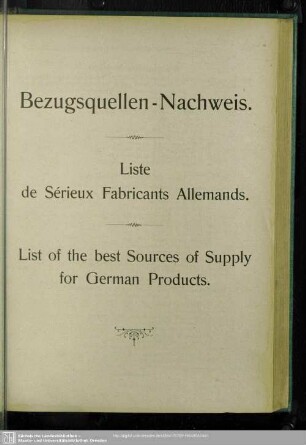 Bezugsquellen-Nachweis.
Liste
de Sérieux Fabricants Allemands.
List of the best Sources of Supply
for German Products.